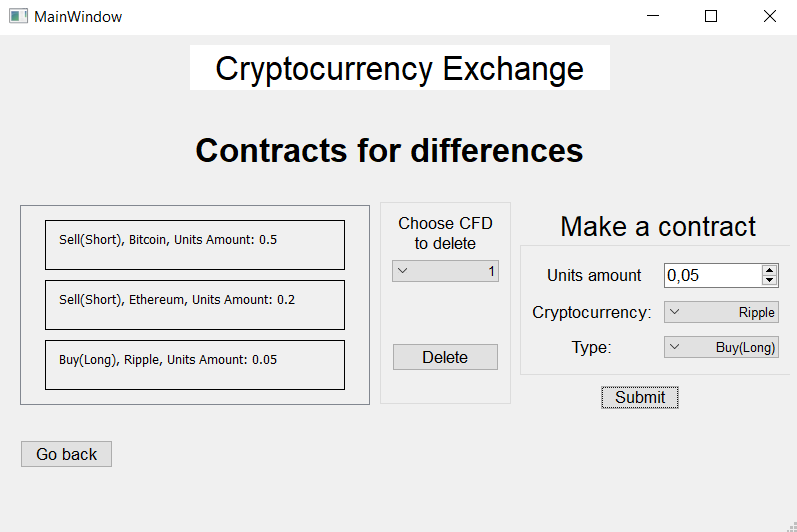 MainWindow
Cryptocurrency Exchange
Contracts for differences
Sell(Short), Bitcoin, Units Amount: 0.5
Sell(Short), Ethereum, Units Amount: 0.2
Buy(Long), Ripple, Units Amount: 0.05
Choose CFD
to delete
1
Delete
Make a contract
Units amount 0,05
Cryptocurrency: Ripple
Type: Buy(Long)
Submit
Go back